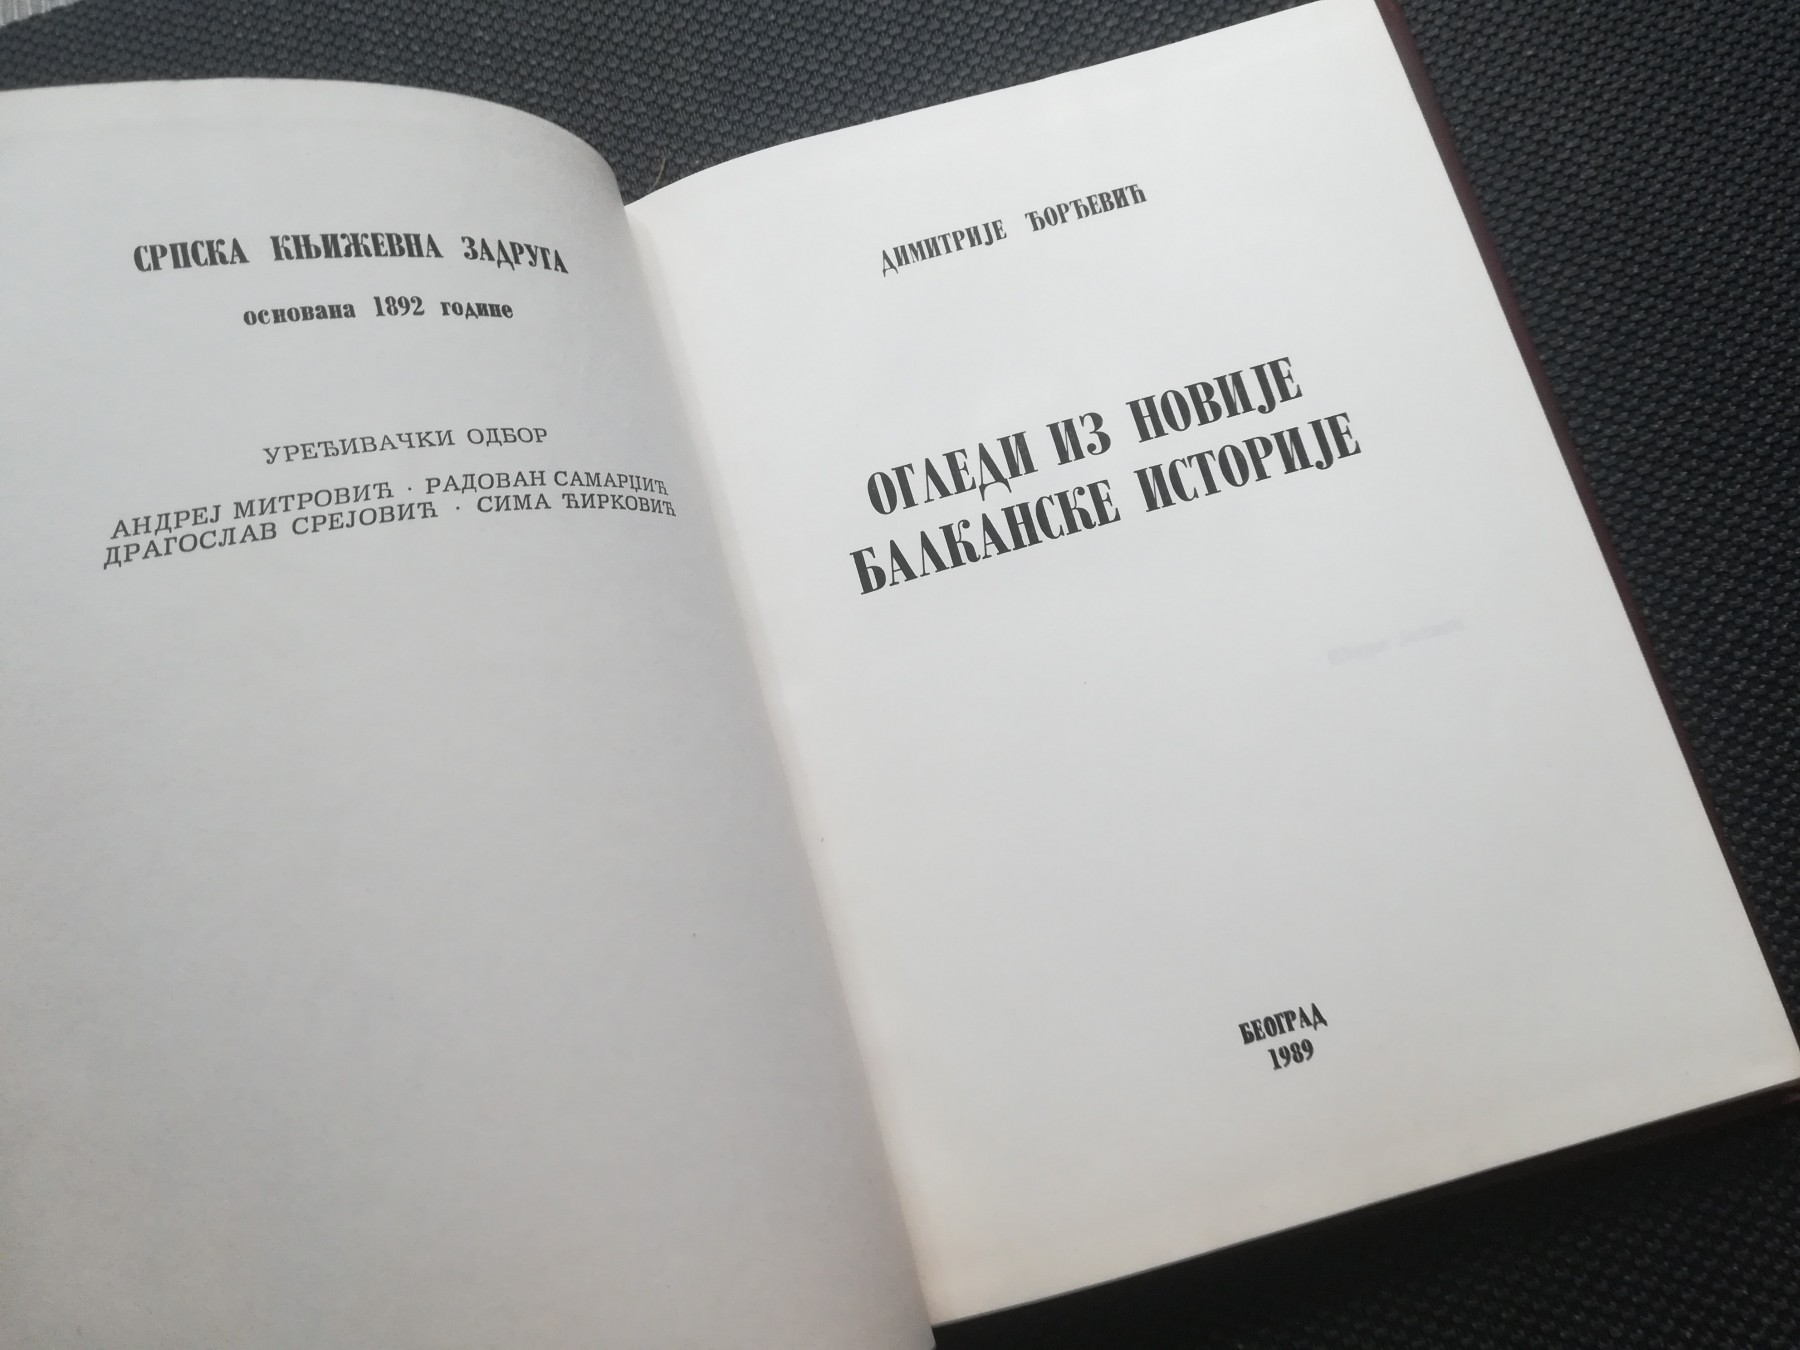 СРПСКА КЊИЖЕВНА ЗАДРУГА
основана 1892 године
УРЕЂИВАЧКИ ОДБОР
АНДРЕЈ МИТРОВИЋ · РАДОВАН САМАРЏИЋ
ДРАГОСЛАВ СРЕЈОВИЋ · СИМА ЋИРКОВИЋ
ДИМИТРИЈЕ ЂОРЂЕВИЋ
ОГЛЕДИ ИЗ НОВИЈЕ
БАЛКАНСКЕ ИСТОРИЈЕ
БЕОГРАД
1989